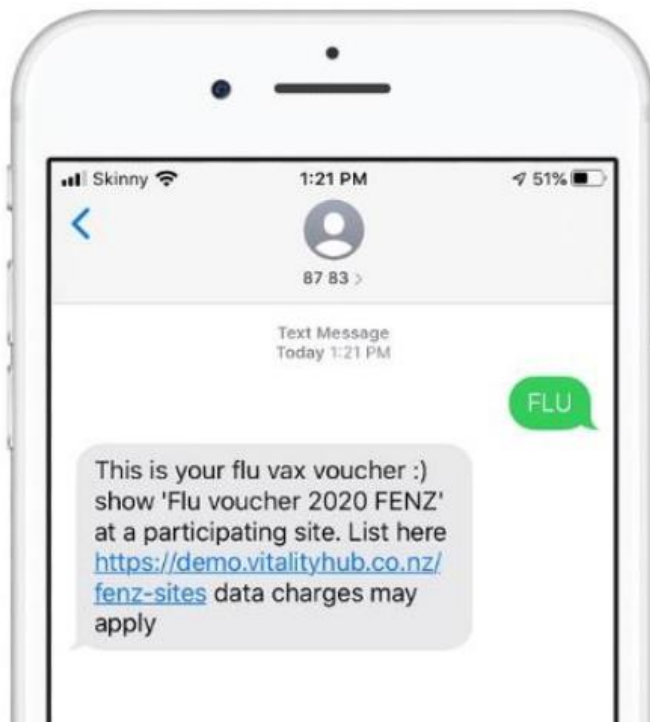 Skinny 1:21 PM 51%
87 83 >
Text Message
Today 1:21 PM
FLU
This is your flu vax voucher :)
show 'Flu voucher 2020 FENZ'
at a participating site. List here
https://demo.vitalityhub.co.nz/
fenz-sites data charges may
apply